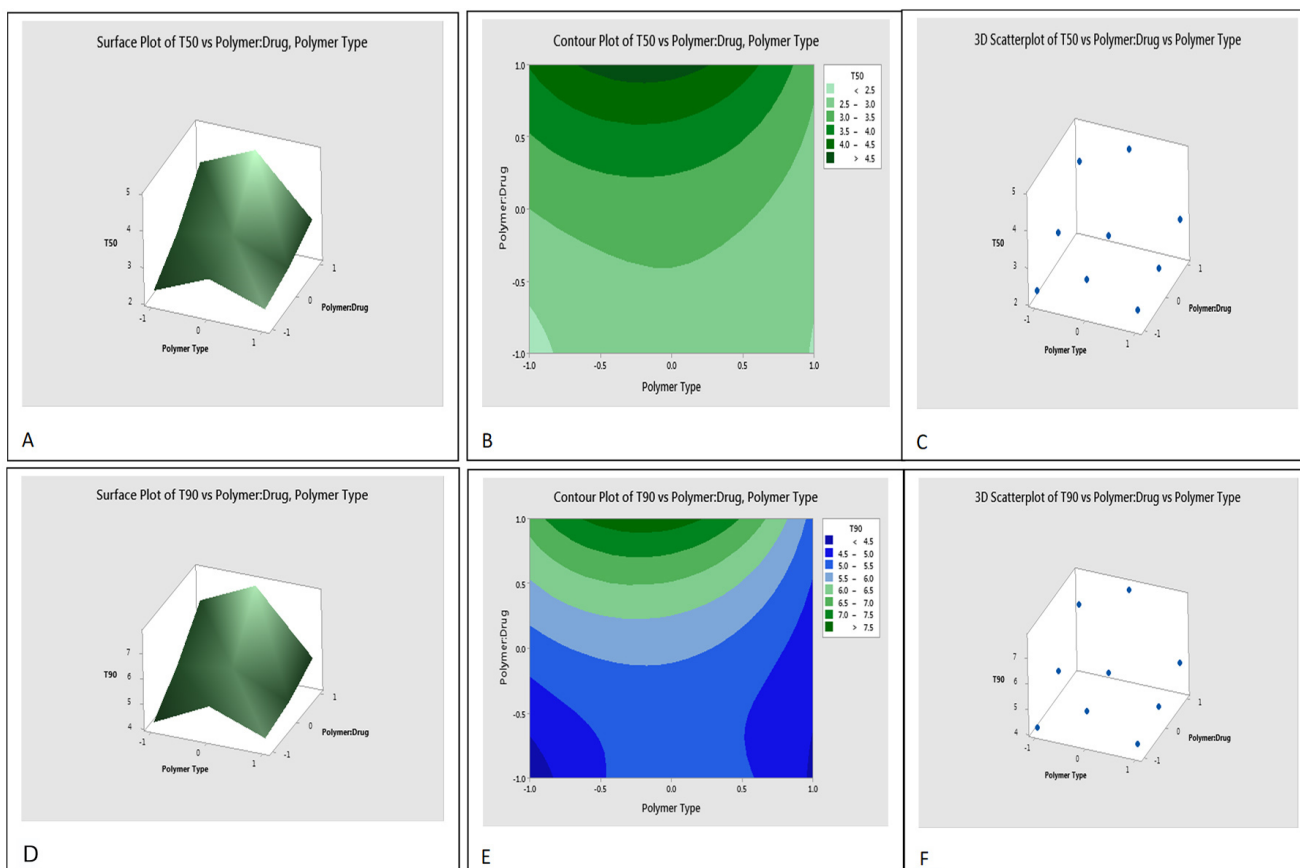 Surface Plot of T50 vs Polymer:Drug, Polymer Type
5
4
T50
3
2
-1
0
1
Polymer Type
-1
0
1
Polymer:Drug
A
Contour Plot of T50 vs Polymer:Drug, Polymer Type
1.0
0.5
0.0
-0.5
-1.0
Polymer:Drug
-1.0 -0.5 0.0 0.5 1.0
Polymer Type
T50
< 2.5
2.5 – 3.0
3.0 – 3.5
3.5 – 4.0
4.0 – 4.5
> 4.5
B
3D Scatterplot of T50 vs Polymer:Drug vs Polymer Type
5
4
T50
3
2
-1
0
1
Polymer Type
-1
0
1
Polymer:Drug
C
Surface Plot of T90 vs Polymer:Drug, Polymer Type
7
6
T90
5
4
-1
0
1
Polymer Type
-1
0
1
Polymer:Drug
D
Contour Plot of T90 vs Polymer:Drug, Polymer Type
1.0
0.5
0.0
-0.5
-1.0
Polymer:Drug
-1.0 -0.5 0.0 0.5 1.0
Polymer Type
T90
< 4.5
4.5 – 5.0
5.0 – 5.5
5.5 – 6.0
6.0 – 6.5
6.5 – 7.0
7.0 – 7.5
> 7.5
E
3D Scatterplot of T90 vs Polymer:Drug vs Polymer Type
7
6
T90
5
4
-1
0
1
Polymer Type
-1
0
1
Polymer:Drug
F